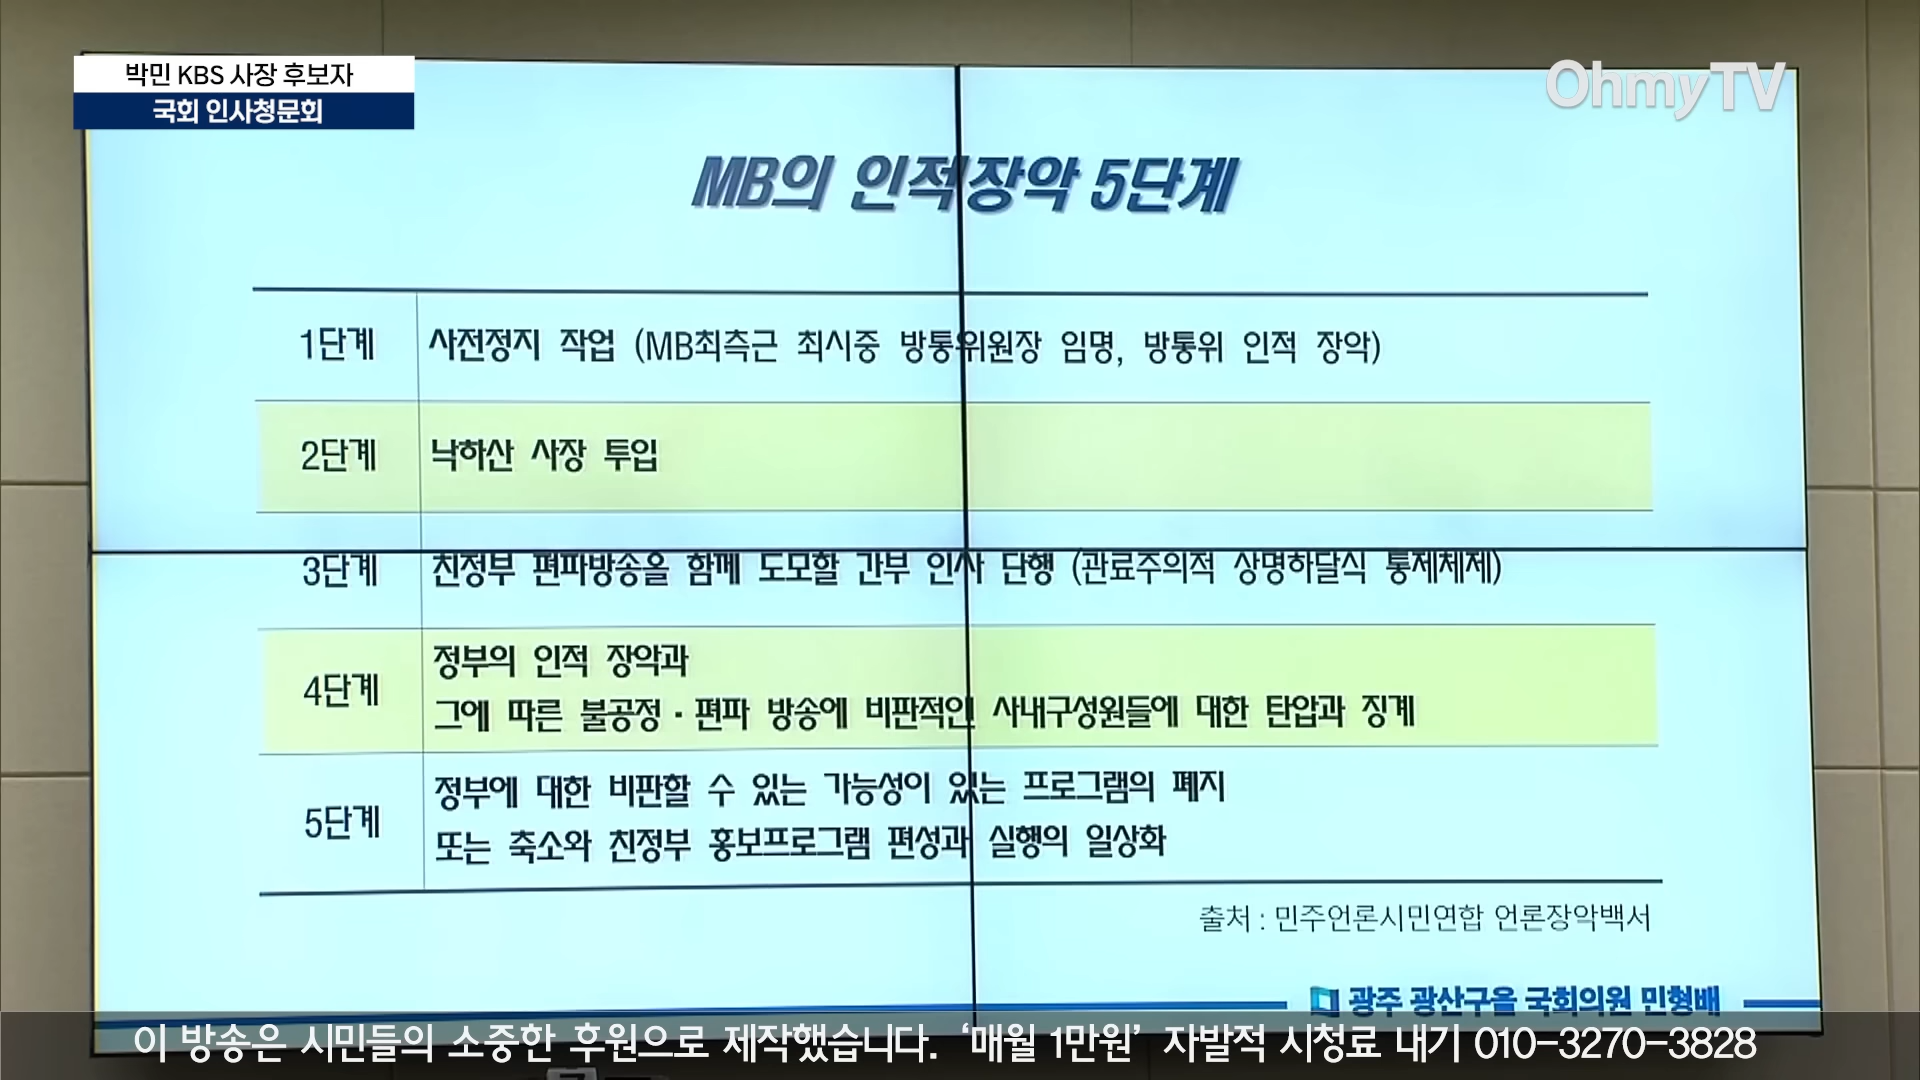 박민 KBS 사장 후보자
국회 인사청문회
OhmyTV
MB의 인적장악 5단계
1단계 사전정지 작업 (MB최측근 최시중 방통위원장 임명, 방통위 인적 장악)
2단계 낙하산 사장 투입
3단계 친정부 편파방송을 함께 도모할 간부 인사 단행 (관료주의적 상명하달식 통제체제)
4단계 정부의 인적 장악과
그에 따른 불공정·편파 방송에 비판적인 사내구성원들에 대한 탄압과 징계
5단계 정부에 대한 비판할 수 있는 가능성이 있는 프로그램의 폐지
또는 축소와 친정부 홍보프로그램 편성과 실행의 일상화
출처 : 민주언론시민연합 언론장악백서
광주 광산구을 국회의원 민형배
이 방송은 시민들의 소중한 후원으로 제작했습니다. ‘매월 1만원’ 자발적 시청료 내기 010-3270-3828